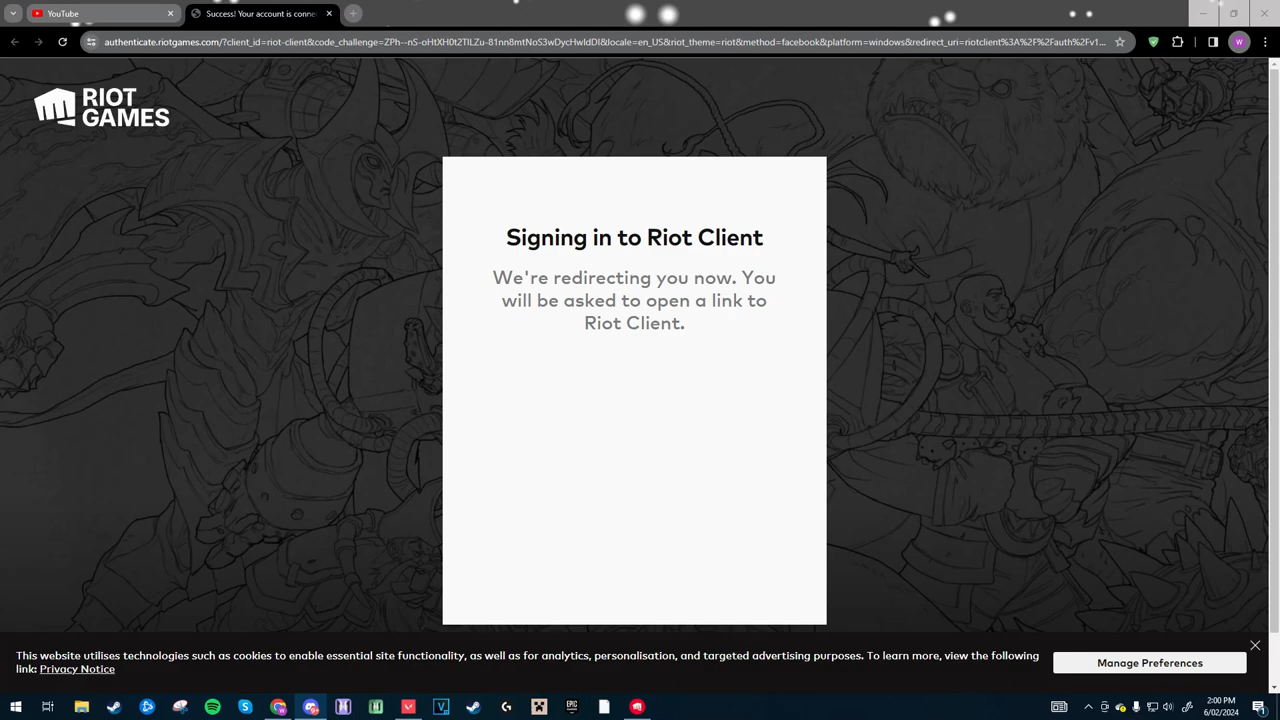 YouTube
Success! Your account is conne
authenticate.riotgames.com/?client_id=riot-client&code_challenge=ZPh--nS-oHtXH0t2TILZu-81nn8mtNoS3wDycHwIdDI&locale=en_US&riot_theme=riot&method=facebook&platform=windows&redirect_uri=riotclient%3A%2F%2Fauth%2Fv1...
W
RIOT
GAMES
Signing in to Riot Client
We're redirecting you now. You
will be asked to open a link to
Riot Client.
This website utilises technologies such as cookies to enable essential site functionality, as well as for analytics, personalisation, and targeted advertising purposes. To learn more, view the following
link: Privacy Notice
Manage Preferences
2:00 PM
6/02/2024